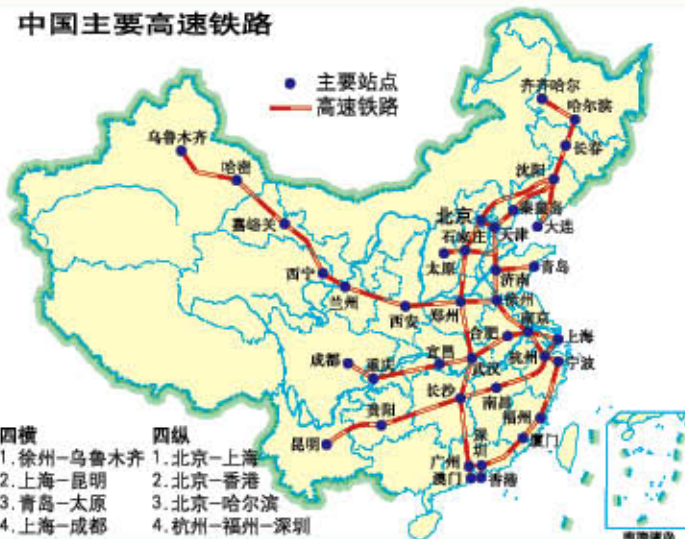 中国主要高速铁路
主要站点
高速铁路
齐齐哈尔
哈尔滨
乌鲁木齐
长春
哈密
沈阳
北京
秦皇岛
嘉峪关
石家庄
天津
大连
太原
青岛
西宁
济南
兰州
西安
郑州
徐州
南京
合肥
上海
成都
宜昌
杭州
宁波
重庆
武汉
长沙
南昌
贵阳
福州
昆明
深圳
厦门
广州
澳门
香港
四横
1.徐州-乌鲁木齐
2.上海-昆明
3.青岛-太原
4.上海-成都
四纵
1.北京-上海
2.北京-香港
3.北京-哈尔滨
4.杭州-福州-深圳
南海诸岛